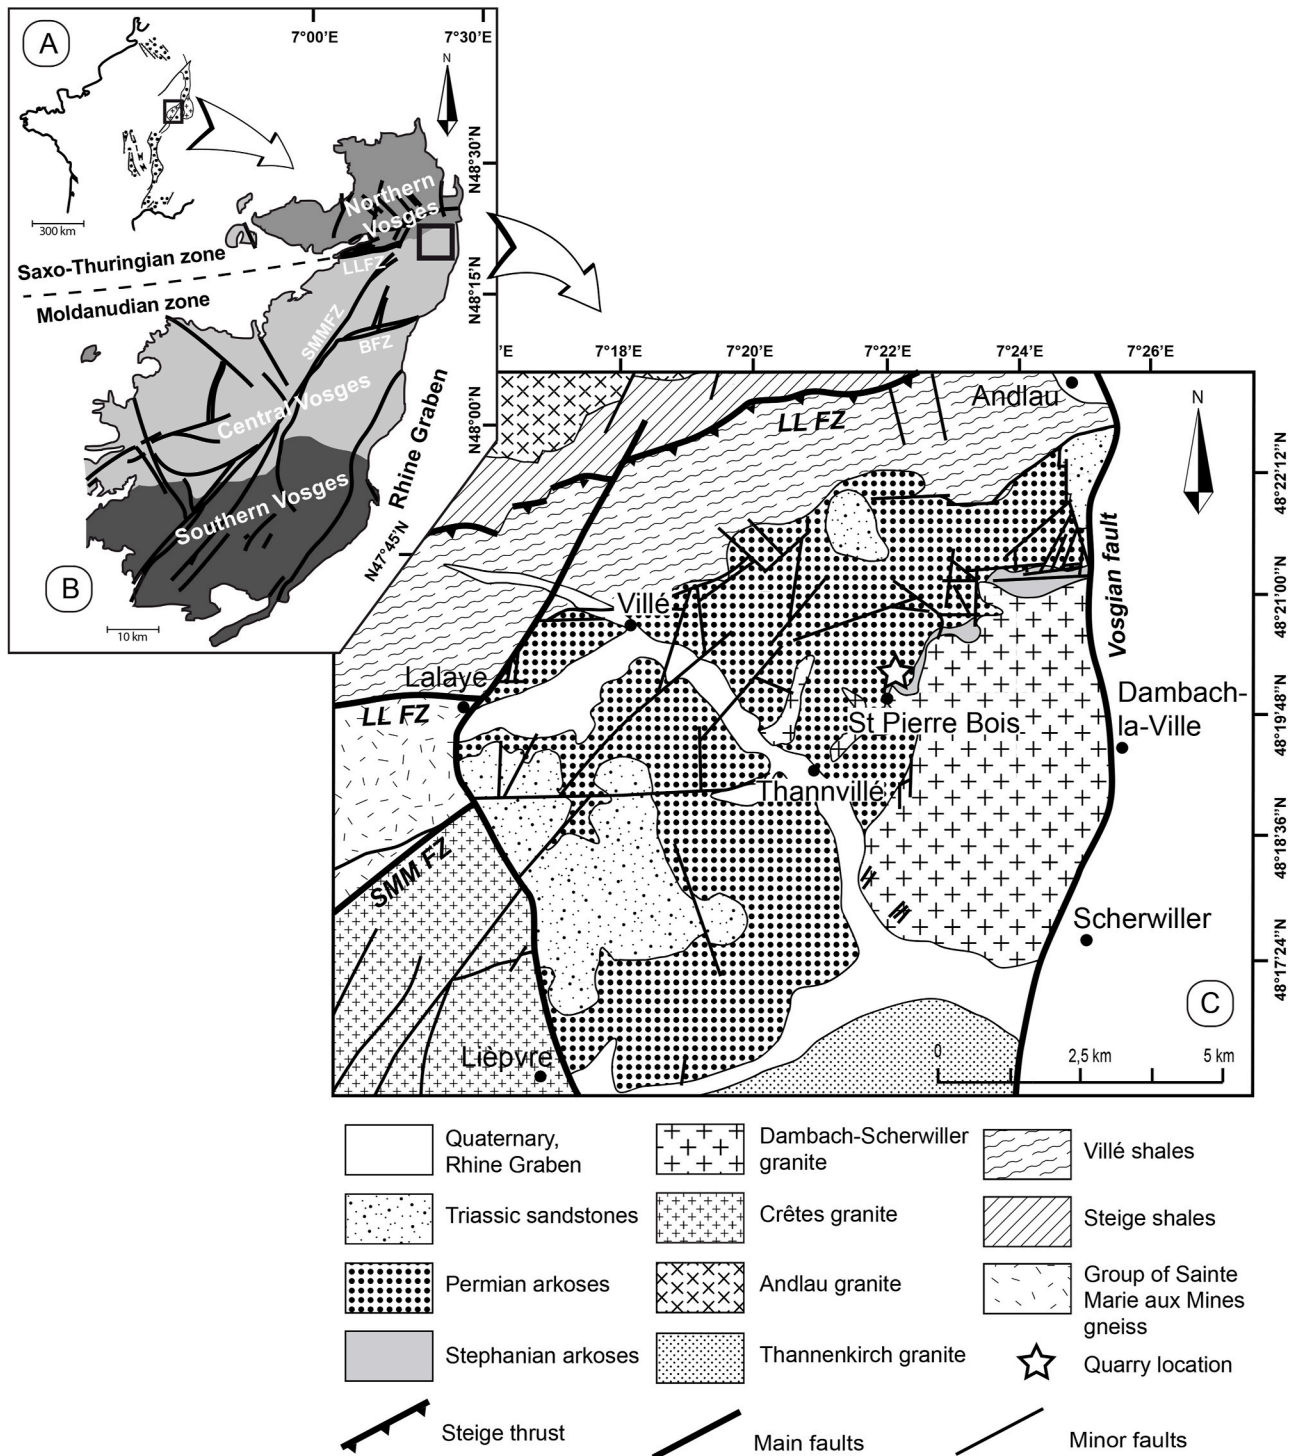 A
7°00’E
7°30’E
N
N48°30’N
300 km
Northern
Vosges
Saxo-Thuringian zone
LLFZ
Moldanudian zone
N48°15’N
SMMFZ
BFZ
Central Vosges
N48°00’N
Rhine Graben
Southern Vosges
N47°45’N
B
10 km
’E
7°18’E
7°20’E
7°22’E
7°24’E
7°26’E
Andlau
N
LL FZ
48°22’12’’N
Vosgian fault
48°21’00’’N
Villé
Lalaye
LL FZ
St Pierre Bois
Dambach-
la-Ville
48°19’48’’N
Thannvillé
SMM FZ
48°18’36’’N
Scherwiller
48°17’24’’N
C
Lièpvre
0
2,5 km
5 km
Quaternary,
Rhine Graben
Triassic sandstones
Permian arkoses
Stephanian arkoses
Steige thrust
Dambach-Scherwiller
granite
Crêtes granite
Andlau granite
Thannenkirch granite
Main faults
Villé shales
Steige shales
Group of Sainte
Marie aux Mines
gneiss
Quarry location
Minor faults